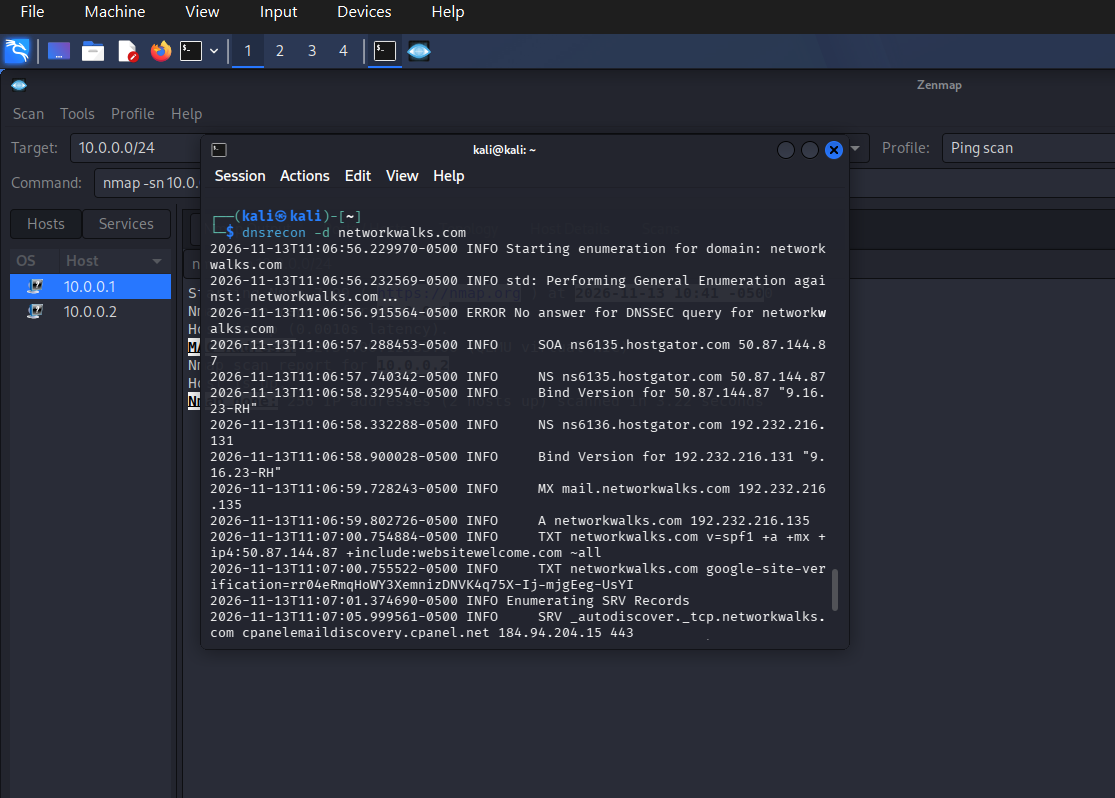 File Machine View Input Devices Help
1 2 3 4
Zenmap
Scan Tools Profile Help
Target: 10.0.0.0/24 Profile: Ping scan
Command: nmap -sn 10.0.
Hosts Services
OS Host
10.0.0.1
10.0.0.2
kali@kali: ~
Session Actions Edit View Help
┌──(kali㉿kali)-[~]
└─$ dnsrecon -d networkwalks.com
2026-11-13T11:06:56.229970-0500 INFO Starting enumeration for domain: network
walks.com
2026-11-13T11:06:56.232569-0500 INFO std: Performing General Enumeration agai
nst: networkwalks.com...
2026-11-13T11:06:56.915564-0500 ERROR No answer for DNSSEC query for networkw
alks.com
2026-11-13T11:06:57.288453-0500 INFO SOA ns6135.hostgator.com 50.87.144.8
7
2026-11-13T11:06:57.740342-0500 INFO NS ns6135.hostgator.com 50.87.144.87
2026-11-13T11:06:58.329540-0500 INFO Bind Version for 50.87.144.87 "9.16.
23-RH"
2026-11-13T11:06:58.332288-0500 INFO NS ns6136.hostgator.com 192.232.216.
131
2026-11-13T11:06:58.900028-0500 INFO Bind Version for 192.232.216.131 "9.
16.23-RH"
2026-11-13T11:06:59.728243-0500 INFO MX mail.networkwalks.com 192.232.216
.135
2026-11-13T11:06:59.802726-0500 INFO A networkwalks.com 192.232.216.135
2026-11-13T11:07:00.754884-0500 INFO TXT networkwalks.com v=spf1 +a +mx +
ip4:50.87.144.87 +include:websitewelcome.com ~all
2026-11-13T11:07:00.755522-0500 INFO TXT networkwalks.com google-site-ver
ification=rr04eRmqHoWY3XemnizDNVK4q75X-Ij-mjgEeg-UsYI
2026-11-13T11:07:01.374690-0500 INFO Enumerating SRV Records
2026-11-13T11:07:05.999561-0500 INFO SRV _autodiscover._tcp.networkwalks.
com cpanelemaildiscovery.cpanel.net 184.94.204.15 443